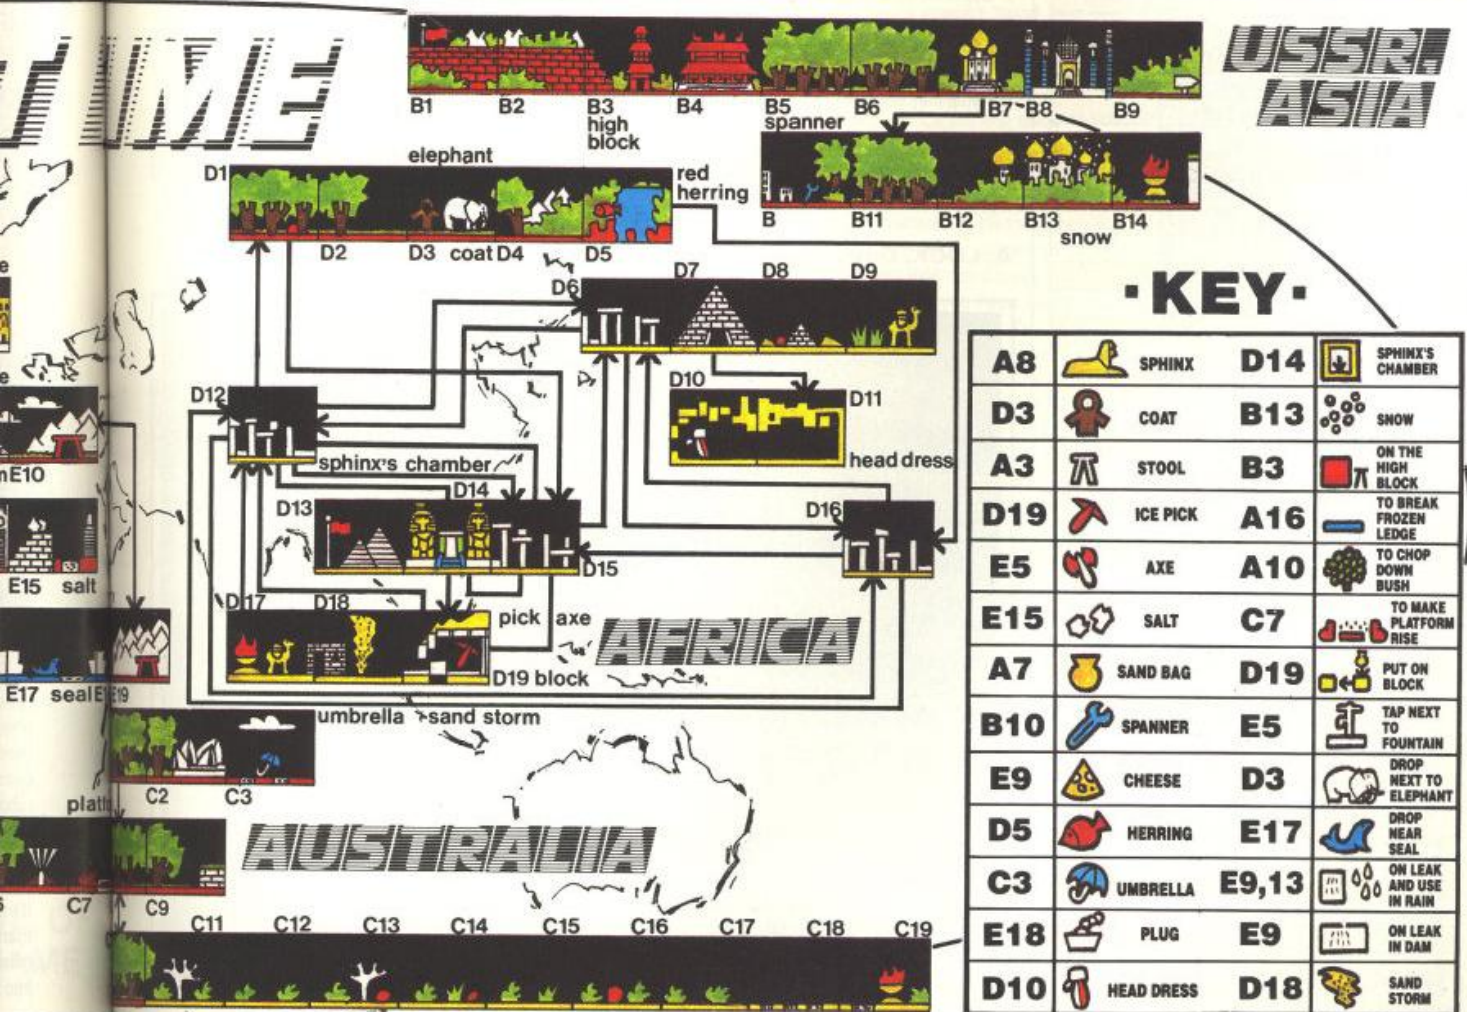 TIME
USSR.
ASIA
B1 B2 B3 B4 B5 B6 B7 B8 B9
high
block
spanner
B B11 B12 B13 B14
snow
elephant
D1
red
herring
D2 D3 coat D4 D5
D6 D7 D8 D9
D10 D11
head dress
D12
sphinx's chamber
D13 D14
D15
D16
D17 D18
pick axe
D19 block
umbrella sand storm
AFRICA
E10
E15 salt
E17 seal E19
C2 C3
C7 C9
AUSTRALIA
C11 C12 C13 C14 C15 C16 C17 C18 C19
·KEY·
A8 SPHINX D14 SPHINX'S CHAMBER
D3 COAT B13 SNOW
A3 STOOL B3 ON THE HIGH BLOCK
D19 ICE PICK A16 TO BREAK FROZEN LEDGE
E5 AXE A10 TO CHOP DOWN BUSH
E15 SALT C7 TO MAKE PLATFORM RISE
A7 SAND BAG D19 PUT ON BLOCK
B10 SPANNER E5 TAP NEXT TO FOUNTAIN
E9 CHEESE D3 DROP NEXT TO ELEPHANT
D5 HERRING E17 DROP NEAR SEAL
C3 UMBRELLA E9,13 ON LEAK AND USE IN RAIN
E18 PLUG E9 ON LEAK IN DAM
D10 HEAD DRESS D18 SAND STORM